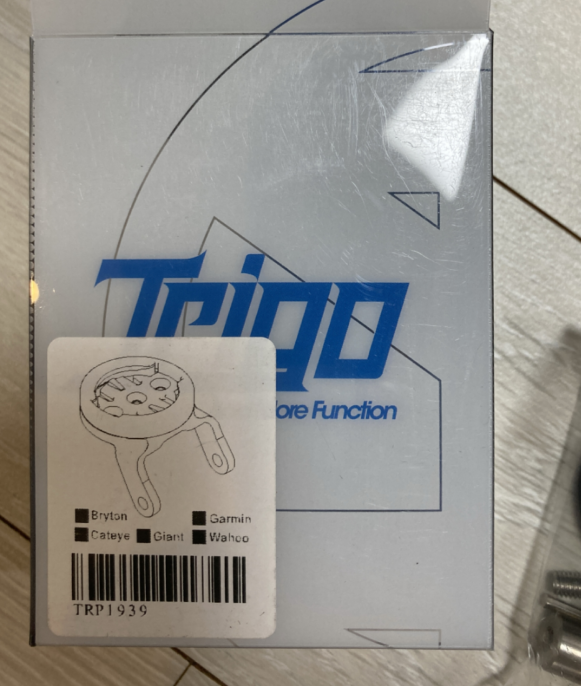 Trigo
More Function
Bryton Garmin
Cateye Giant Wahoo
TRP1939